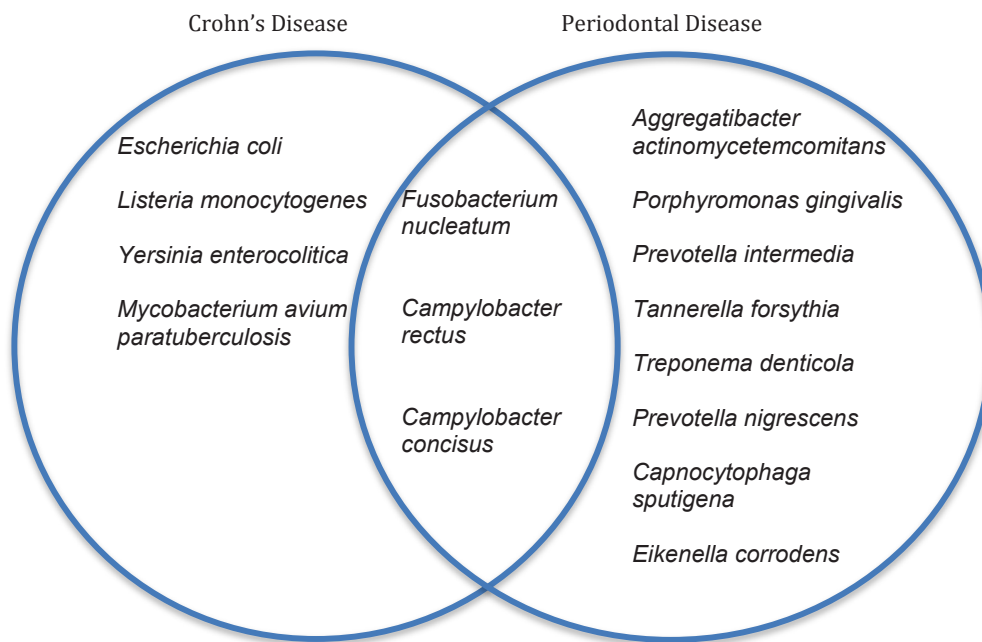 Crohn's Disease
Periodontal Disease
Escherichia coli
Listeria monocytogenes
Yersinia enterocolitica
Mycobacterium avium
paratuberculosis
Fusobacterium
nucleatum
Campylobacter
rectus
Campylobacter
concisus
Aggregatibacter
actinomycetemcomitans
Porphyromonas gingivalis
Prevotella intermedia
Tannerella forsythia
Treponema denticola
Prevotella nigrescens
Capnocytophaga
sputigena
Eikenella corrodens